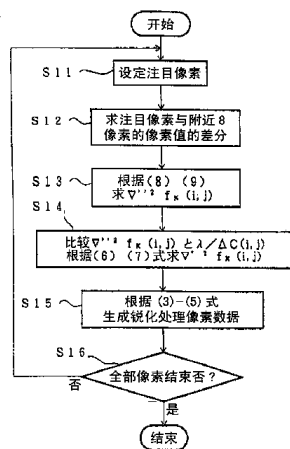 开始
S11
设定注目像素
S12
求注目像素与附近8
像素的像素值的差分
S13
根据(8) (9)
求∇''² fκ(i,j)
S14
比较∇''² fκ(i,j)とλ/ΔC(i,j)
根据(6) (7)式求∇'² fκ(i,j)
S15
根据(3)-(5)式
生成锐化处理像素数据
S16
全部像素结束否?
否
是
结束